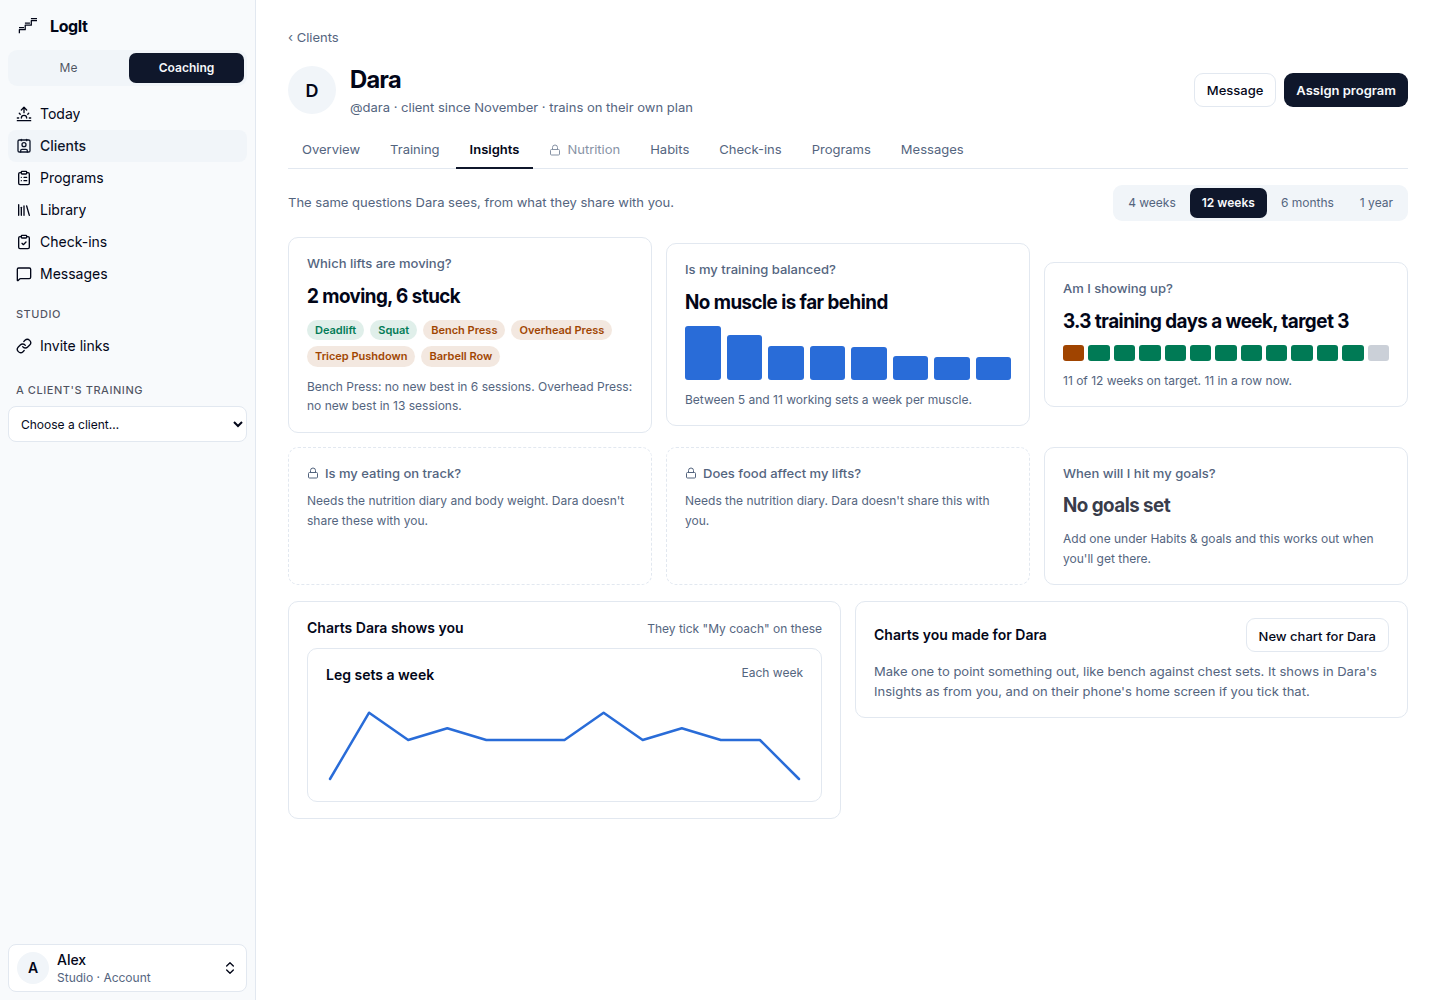 LogIt
Me
Coaching
Today
Clients
Programs
Library
Check-ins
Messages
STUDIO
Invite links
A CLIENT'S TRAINING
Choose a client...
A
Alex
Studio · Account
‹ Clients
D
Dara
@dara · client since November · trains on their own plan
Message
Assign program
Overview
Training
Insights
Nutrition
Habits
Check-ins
Programs
Messages
The same questions Dara sees, from what they share with you.
4 weeks
12 weeks
6 months
1 year
Which lifts are moving?
2 moving, 6 stuck
Deadlift
Squat
Bench Press
Overhead Press
Tricep Pushdown
Barbell Row
Bench Press: no new best in 6 sessions. Overhead Press:
no new best in 13 sessions.
Is my training balanced?
No muscle is far behind
Between 5 and 11 working sets a week per muscle.
Am I showing up?
3.3 training days a week, target 3
11 of 12 weeks on target. 11 in a row now.
Is my eating on track?
Needs the nutrition diary and body weight. Dara doesn't
share these with you.
Does food affect my lifts?
Needs the nutrition diary. Dara doesn't share this with
you.
When will I hit my goals?
No goals set
Add one under Habits & goals and this works out when
you'll get there.
Charts Dara shows you
They tick "My coach" on these
Leg sets a week
Each week
Charts you made for Dara
New chart for Dara
Make one to point something out, like bench against chest sets. It shows in Dara's
Insights as from you, and on their phone's home screen if you tick that.